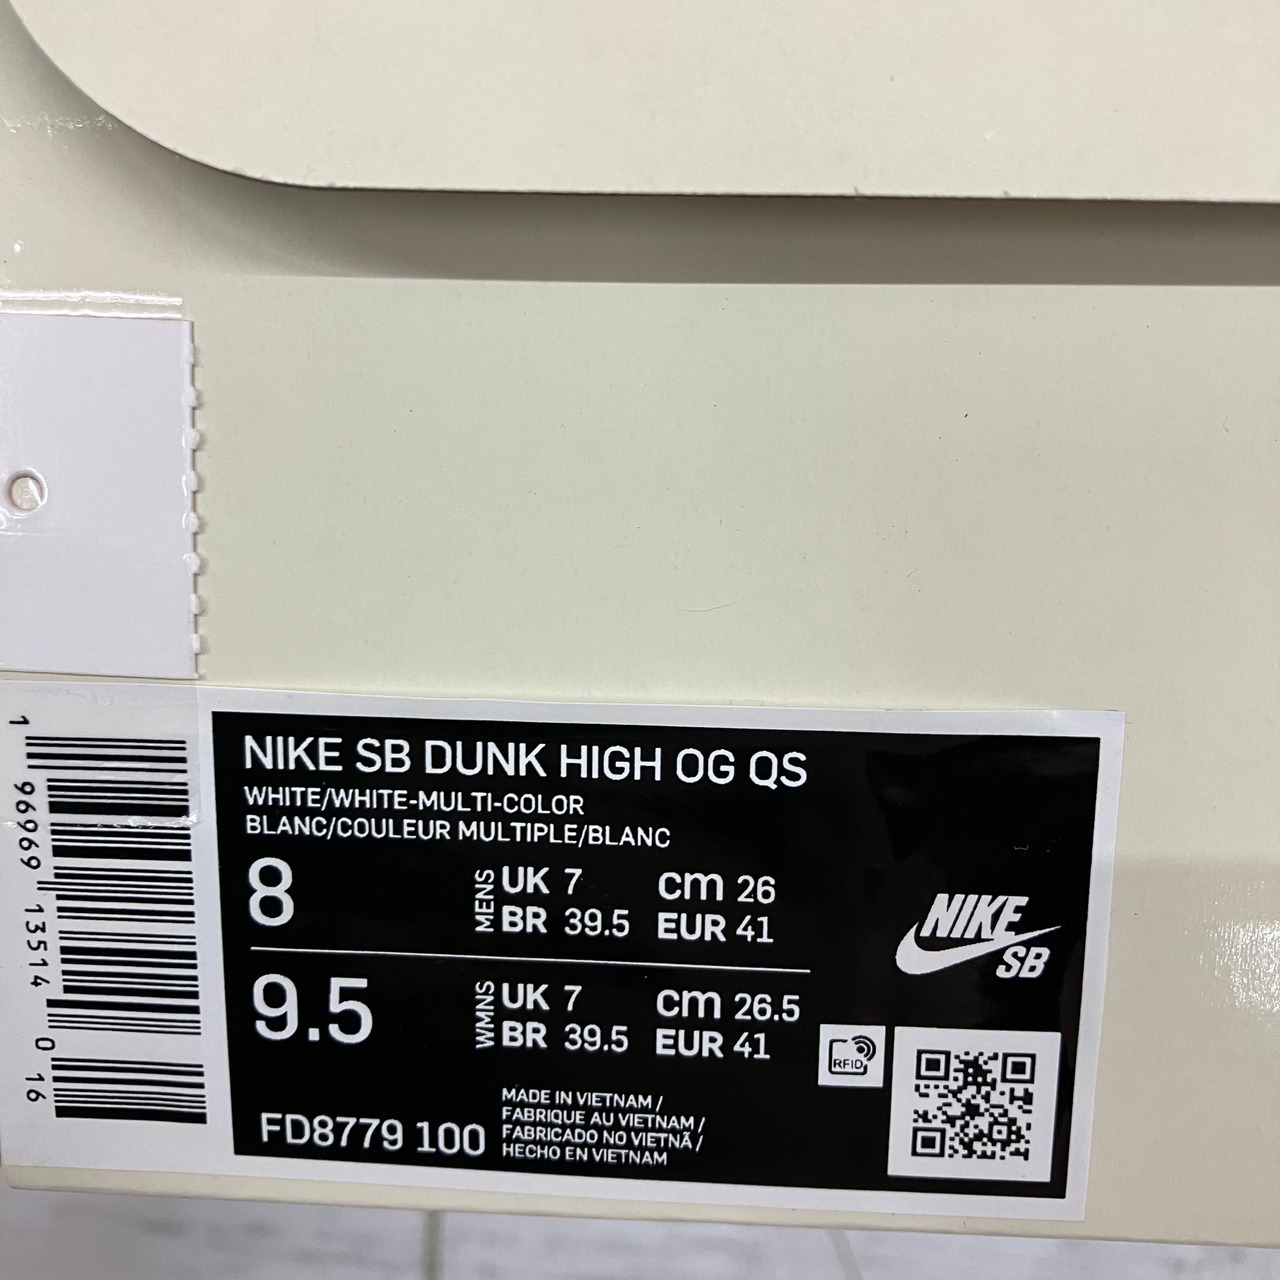 NIKE SB DUNK HIGH OG QS
WHITE/WHITE-MULTI-COLOR
BLANC/COULEUR MULTIPLE/BLANC
8
MENS
UK 7 cm 26
BR 39.5 EUR 41
9.5
WMNS
UK 7 cm 26.5
BR 39.5 EUR 41
FD8779 100
MADE IN VIETNAM /
FABRIQUE AU VIETNAM /
FABRICADO NO VIETNÃ /
HECHO EN VIETNAM
NIKE
SB
RFID
1 96969 13514 0 16